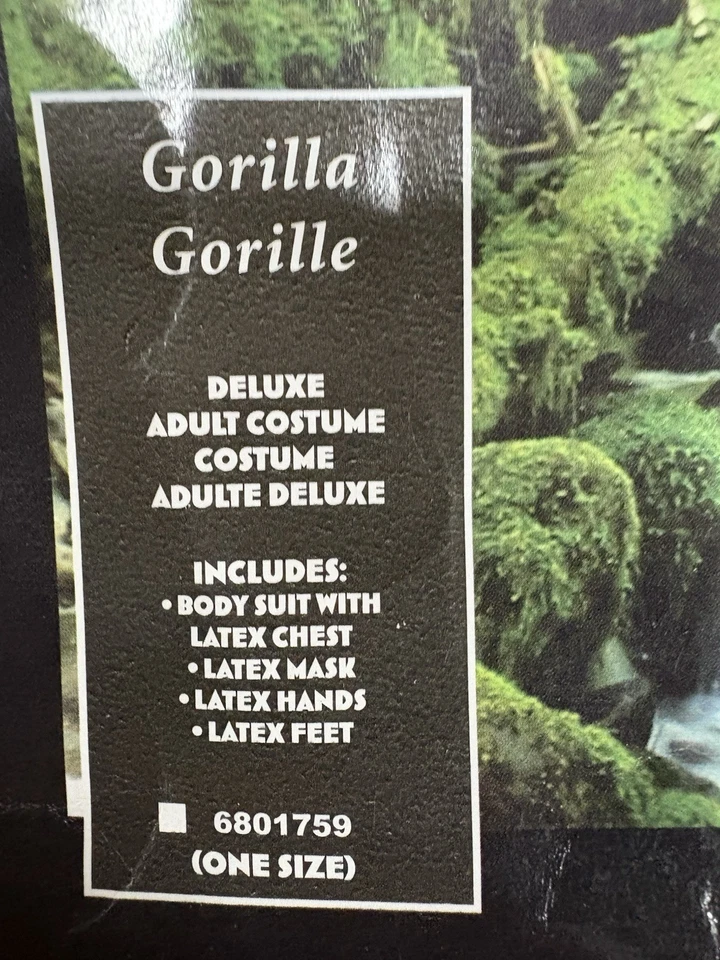 Gorilla
Gorille
DELUXE
ADULT COSTUME
COSTUME
ADULTE DELUXE
INCLUDES:
• BODY SUIT WITH
LATEX CHEST
• LATEX MASK
• LATEX HANDS
• LATEX FEET
6801759
(ONE SIZE)